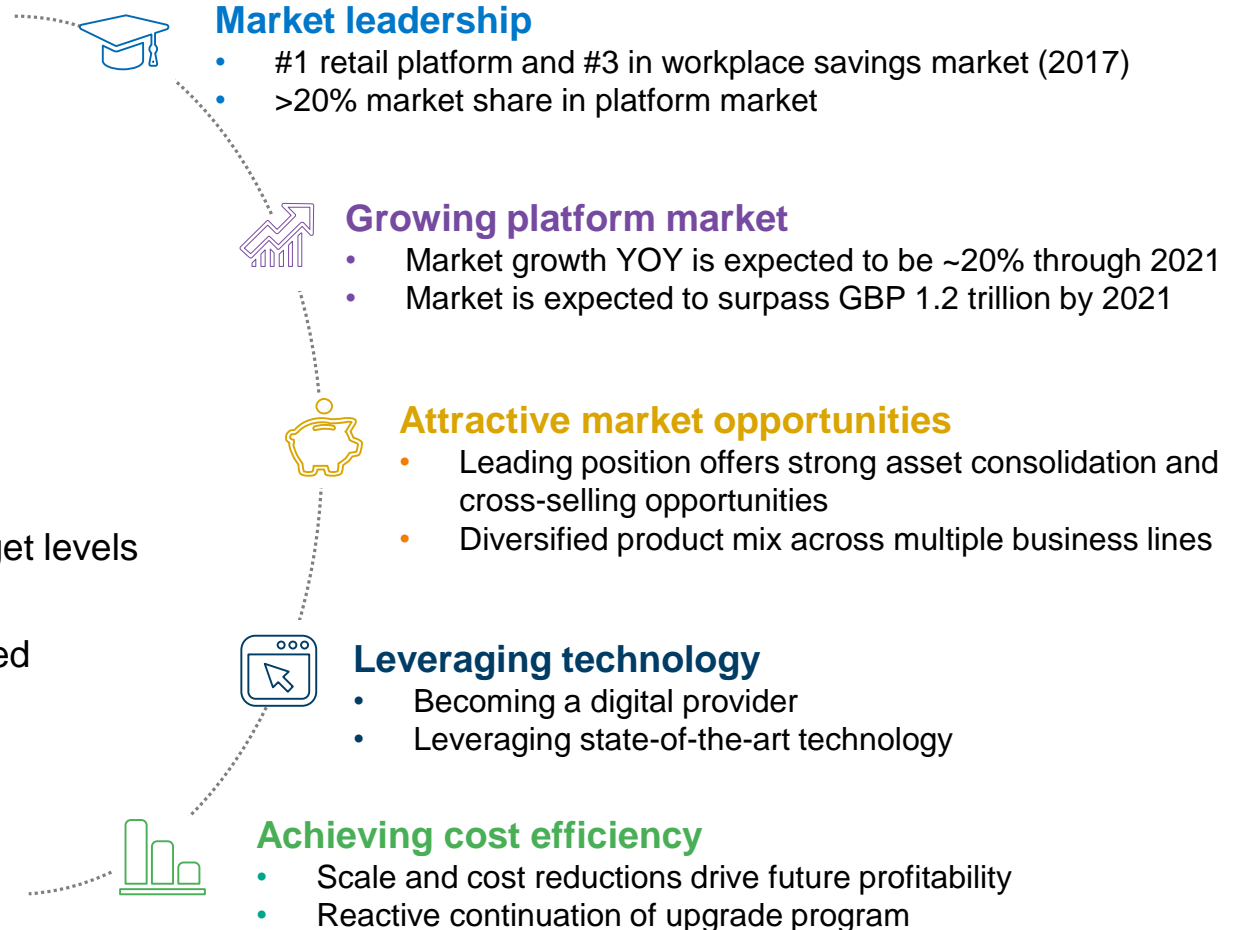 Market leadership
• #1 retail platform and #3 in workplace savings market (2017)
• >20% market share in platform market
Growing platform market
• Market growth YOY is expected to be ~20% through 2021
• Market is expected to surpass GBP 1.2 trillion by 2021
Attractive market opportunities
• Leading position offers strong asset consolidation and
cross-selling opportunities
• Diversified product mix across multiple business lines
get levels
ed
Leveraging technology
• Becoming a digital provider
• Leveraging state-of-the-art technology
Achieving cost efficiency
• Scale and cost reductions drive future profitability
• Reactive continuation of upgrade program